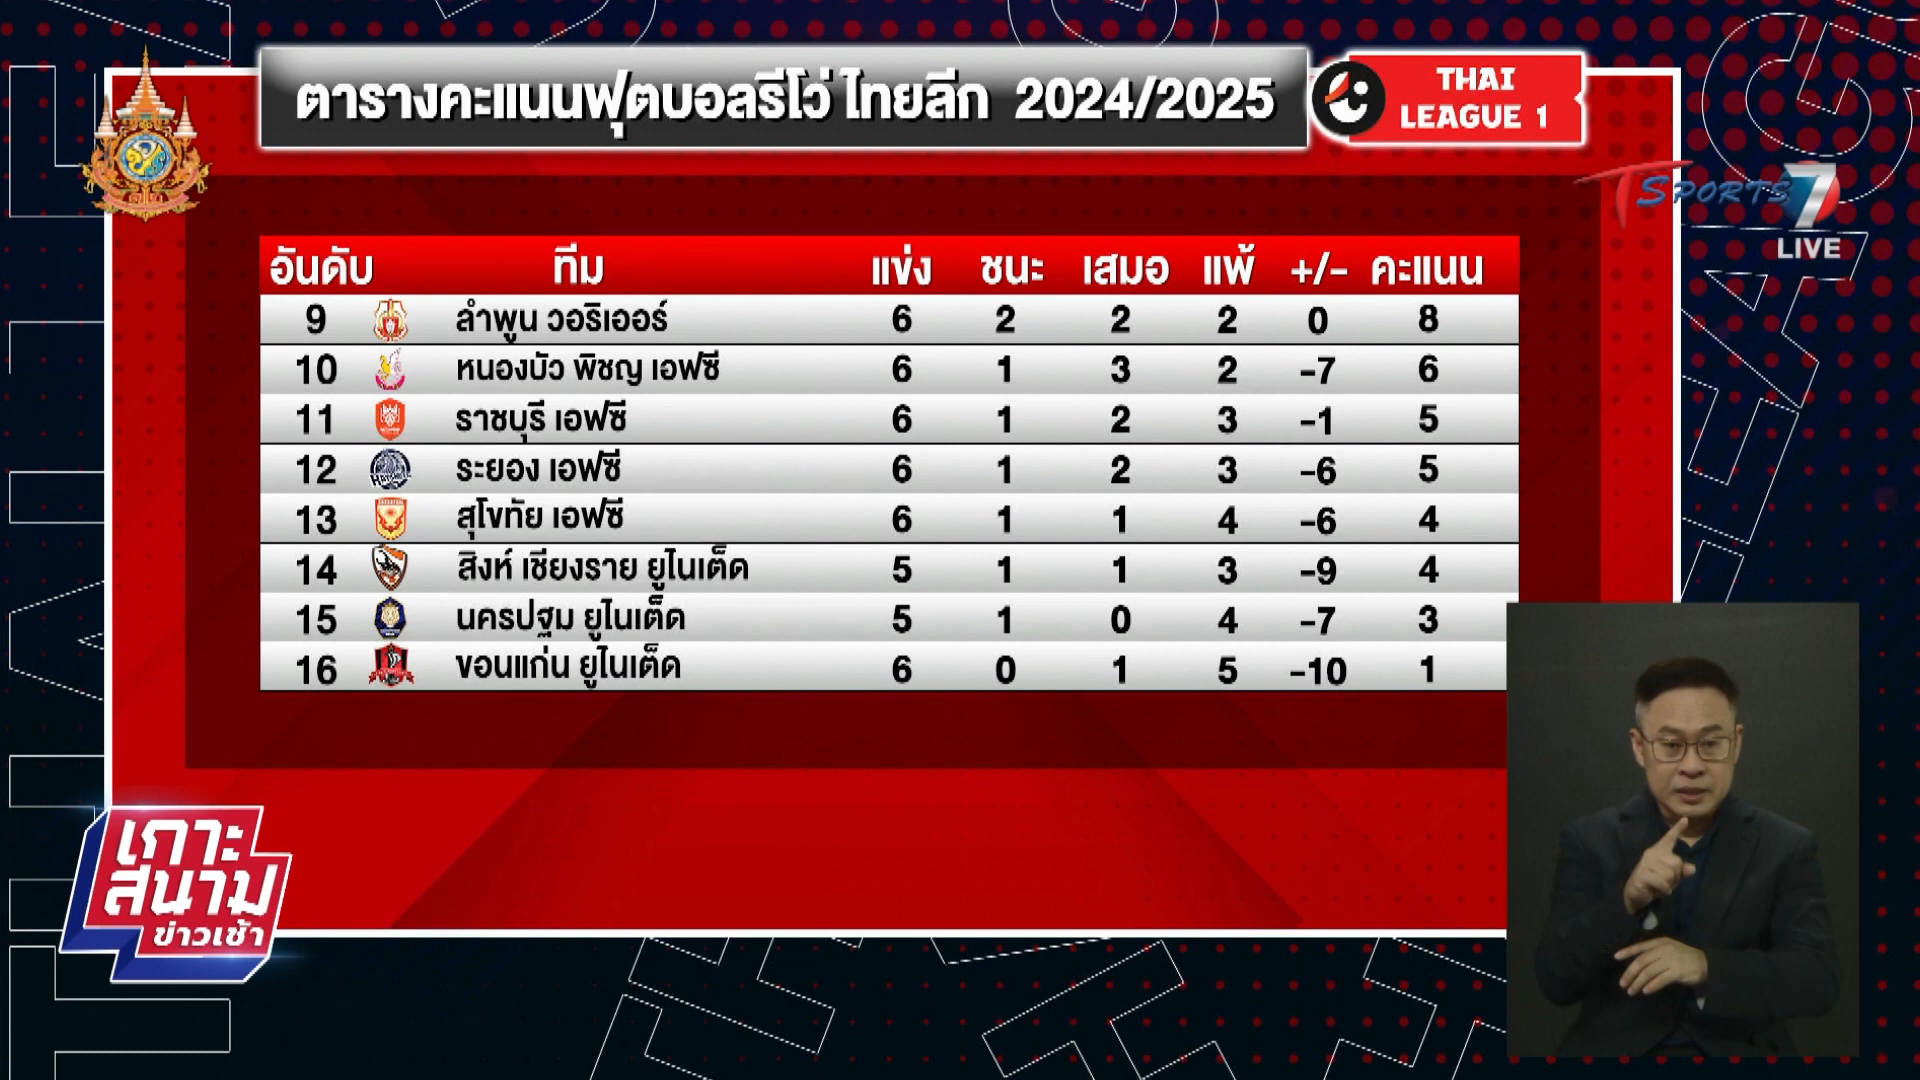 ตารางคะแนนฟุตบอลรีโว่ ไทยลีก 2024/2025
THAI
LEAGUE 1
T SPORTS 7
LIVE
อันดับ ทีม แข่ง ชนะ เสมอ แพ้ +/- คะแนน
9 ลำพูน วอริเออร์ 6 2 2 2 0 8
10 หนองบัว พิชญ เอฟซี 6 1 3 2 -7 6
11 ราชบุรี เอฟซี 6 1 2 3 -1 5
12 ระยอง เอฟซี 6 1 2 3 -6 5
13 สุโขทัย เอฟซี 6 1 1 4 -6 4
14 สิงห์ เชียงราย ยูไนเต็ด 5 1 1 3 -9 4
15 นครปฐม ยูไนเต็ด 5 1 0 4 -7 3
16 ขอนแก่น ยูไนเต็ด 6 0 1 5 -10 1
เกาะ
สนาม
ข่าวเช้า